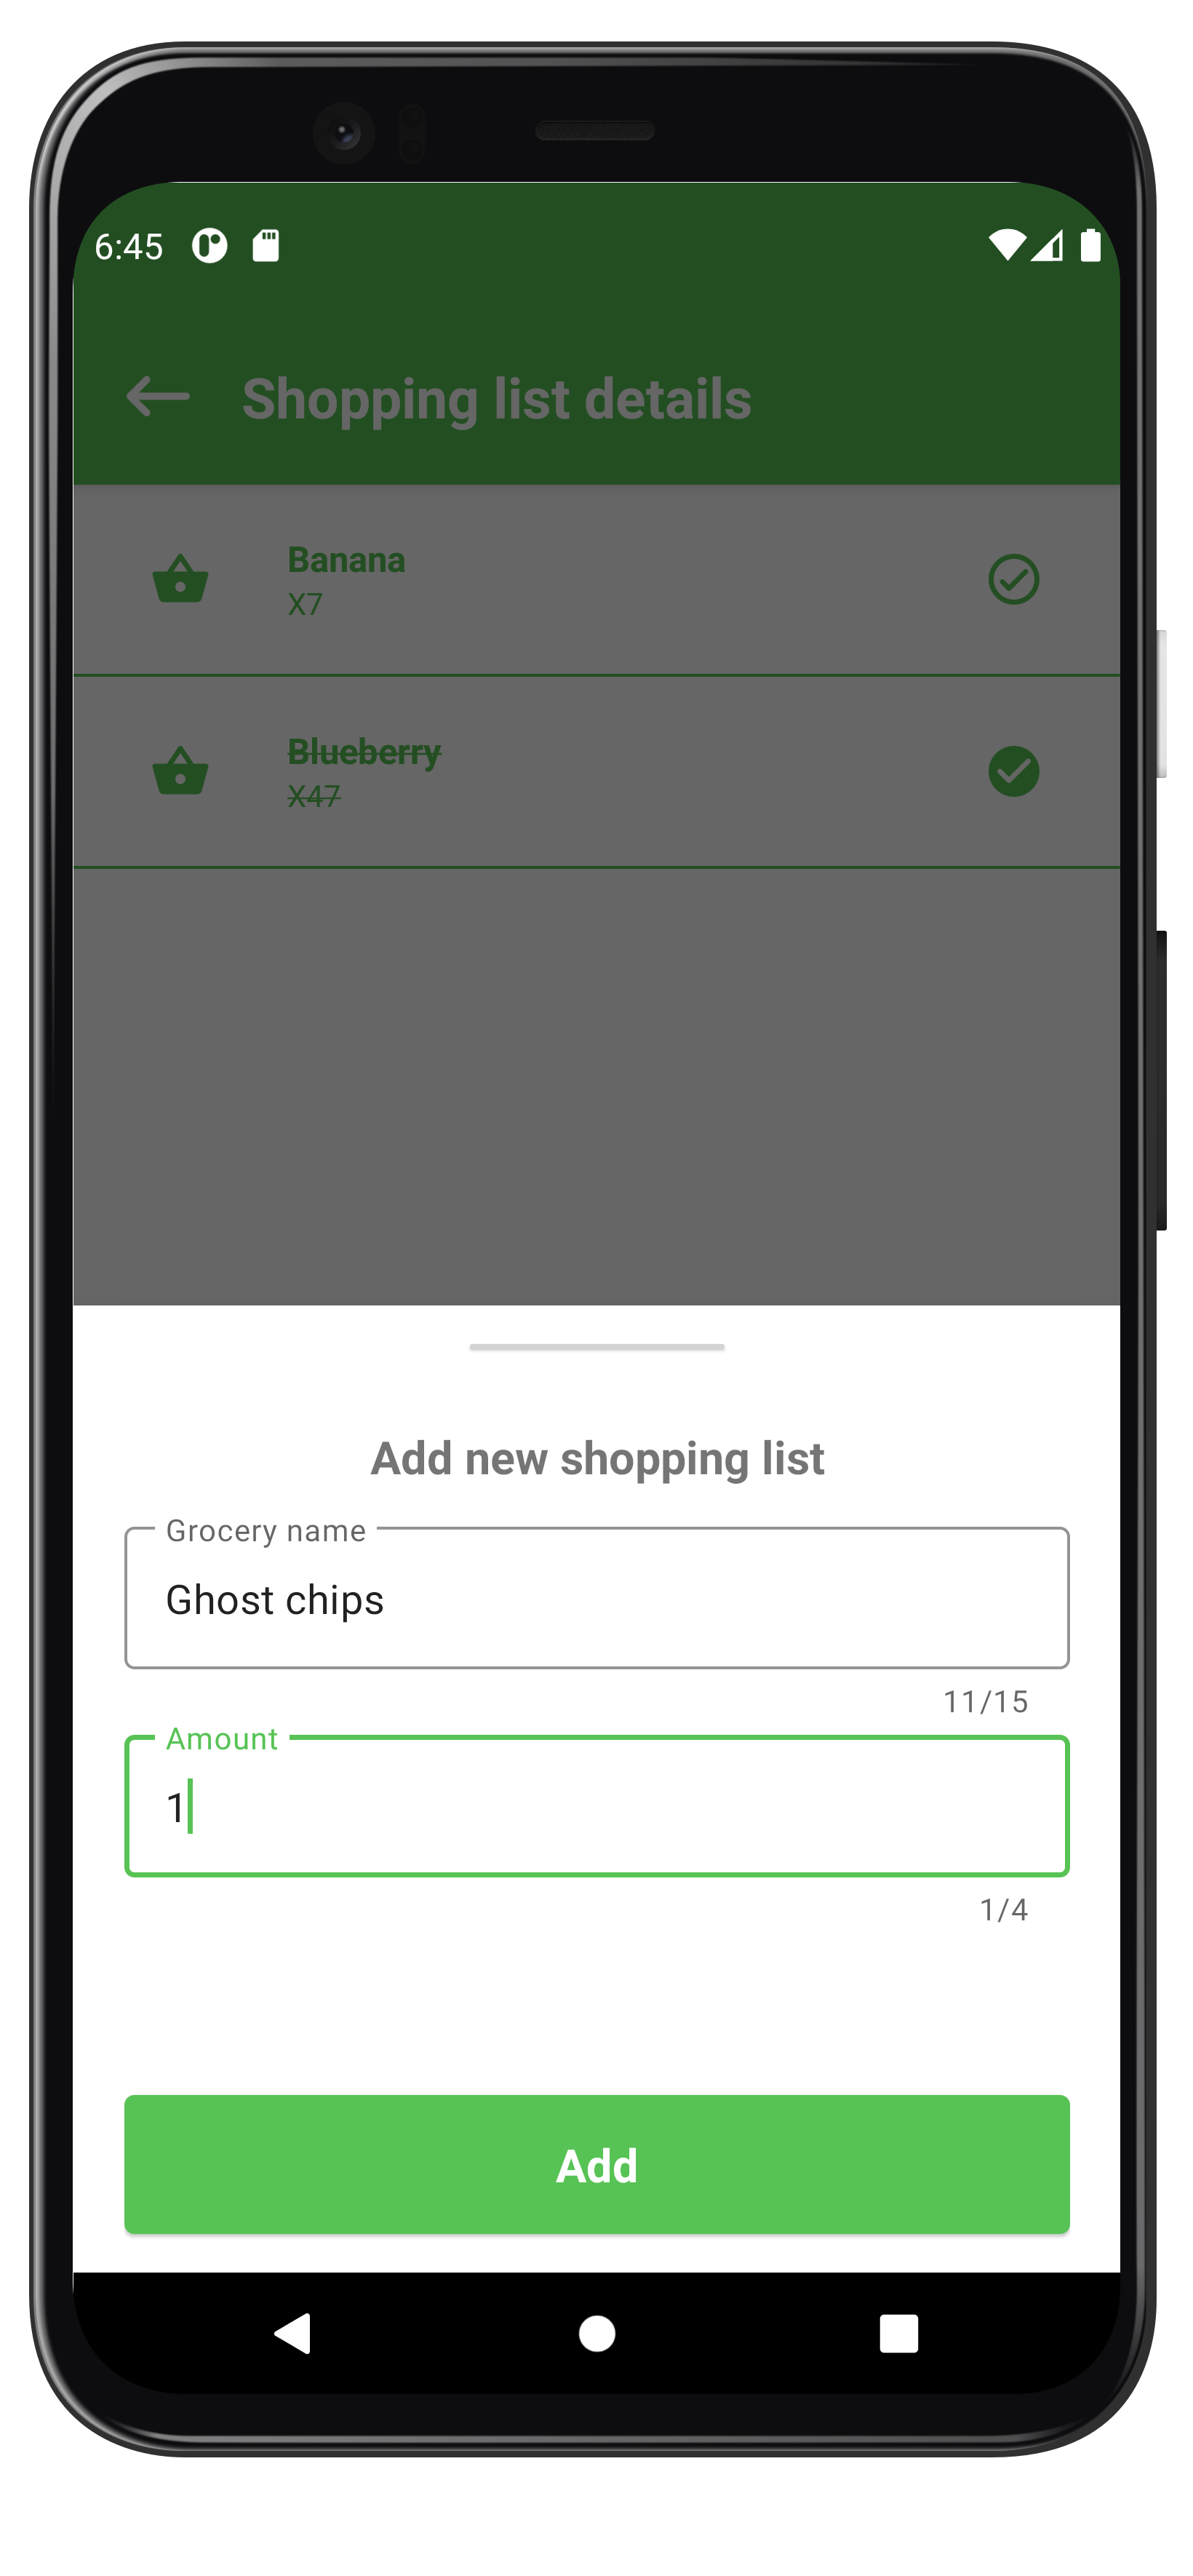 6:45
Shopping list details
Banana
X7
Blueberry
X47
Add new shopping list
Grocery name
Ghost chips
11/15
Amount
1
1/4
Add